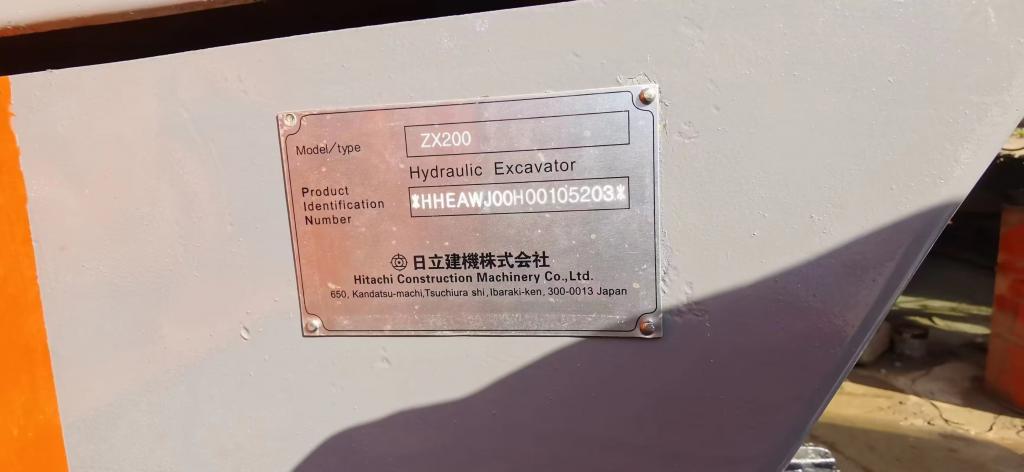 Model/type ZX200
Hydraulic Excavator
Product
Identification
Number
*HHEAWJ00H00105203*
日立建機株式会社
Hitachi Construction Machinery Co.,Ltd.
650, Kandatsu-machi,Tsuchiura shi,Ibaraki-ken, 300-0013 Japan